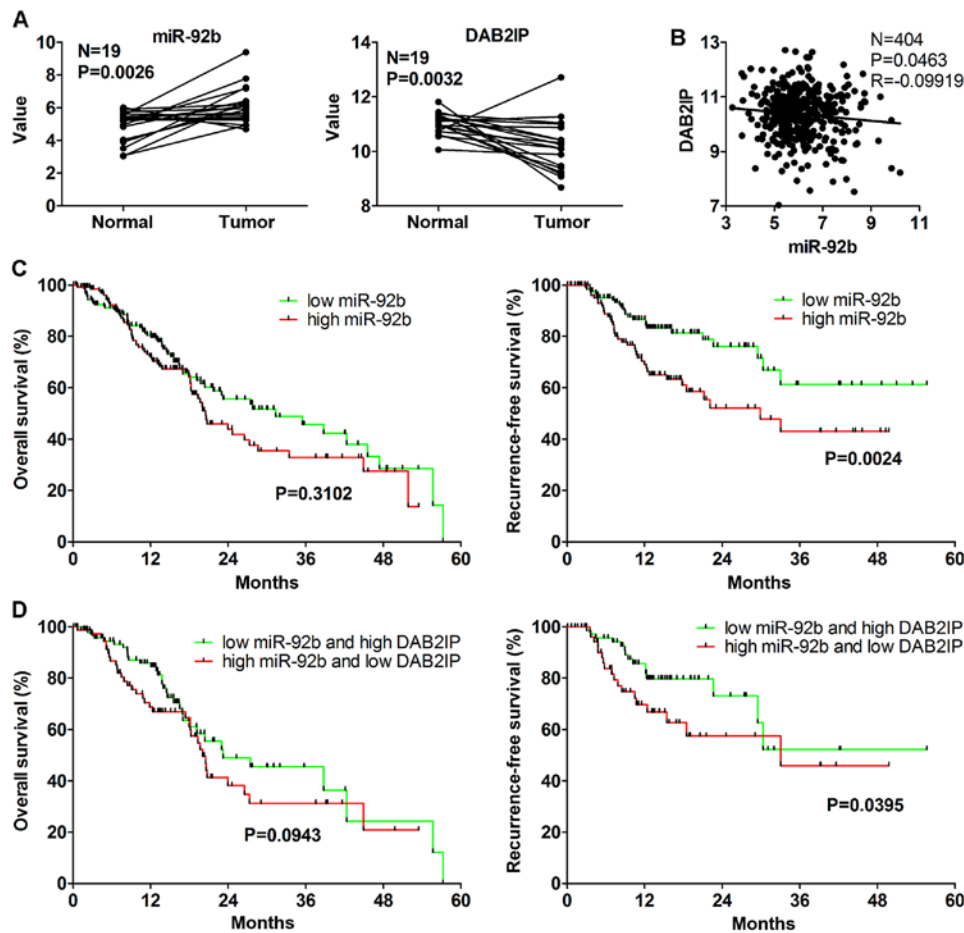 A
miR-92b
N=19
P=0.0026
Value
10
8
6
4
2
0
Normal
Tumor
DAB2IP
N=19
P=0.0032
Value
14
12
10
8
Normal
Tumor
B
N=404
P=0.0463
R=-0.09919
DAB2IP
13
11
9
7
3
5
7
9
11
miR-92b
C
Overall survival (%)
100
80
60
40
20
0
low miR-92b
high miR-92b
P=0.3102
0
12
24
36
48
60
Months
Recurrence-free survival (%)
100
80
60
40
20
0
low miR-92b
high miR-92b
P=0.0024
0
12
24
36
48
60
Months
D
Overall survival (%)
100
80
60
40
20
0
low miR-92b and high DAB2IP
high miR-92b and low DAB2IP
P=0.0943
0
12
24
36
48
60
Months
Recurrence-free survival (%)
100
80
60
40
20
0
low miR-92b and high DAB2IP
high miR-92b and low DAB2IP
P=0.0395
0
12
24
36
48
60
Months